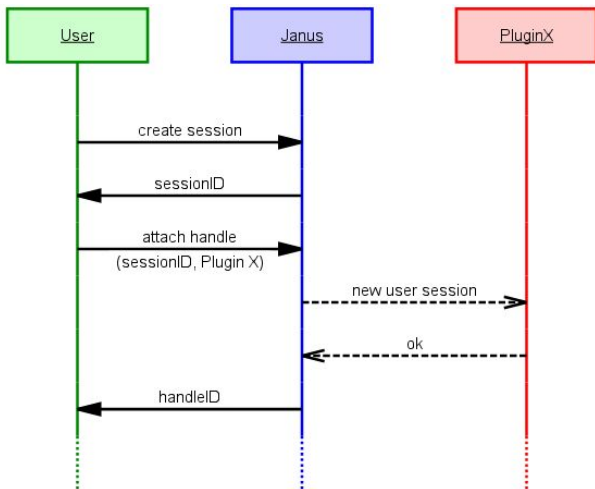 User
Janus
PluginX
create session
sessionID
attach handle
(sessionID, Plugin X)
new user session
ok
handleID